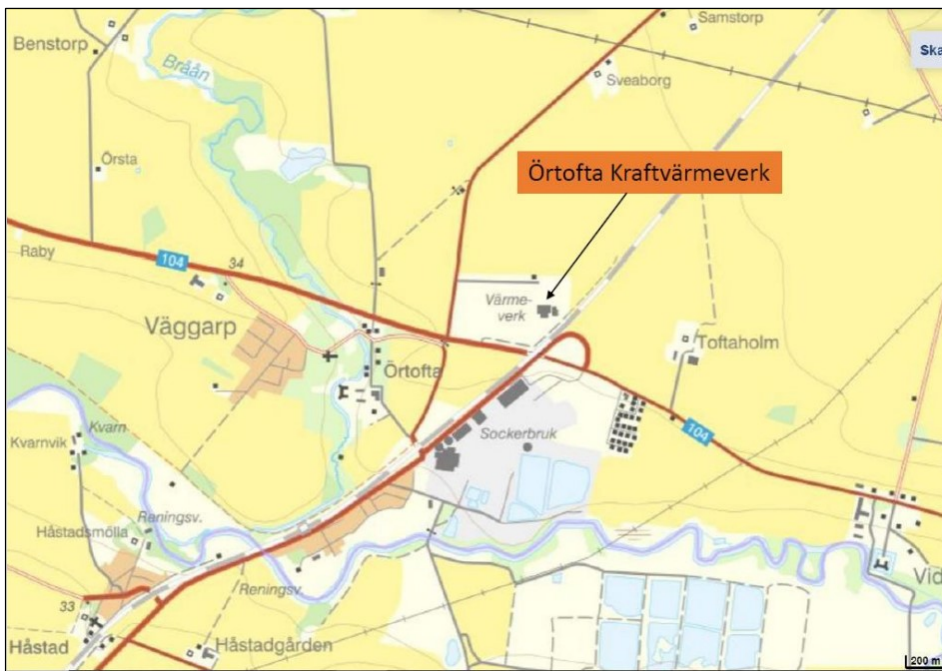 Benstorp
Samstorp
Ska
Bråån
Sveaborg
Örsta
Örtofta Kraftvärmeverk
Raby
104
34
Värme-
verk
Väggarp
Toftaholm
Örtofta
Kvarn
Kvarnvik
Sockerbruk
104
Reningsv.
Håstadsmölla
Reningsv.
Vid
33
Håstad
Håstadgården
200 m